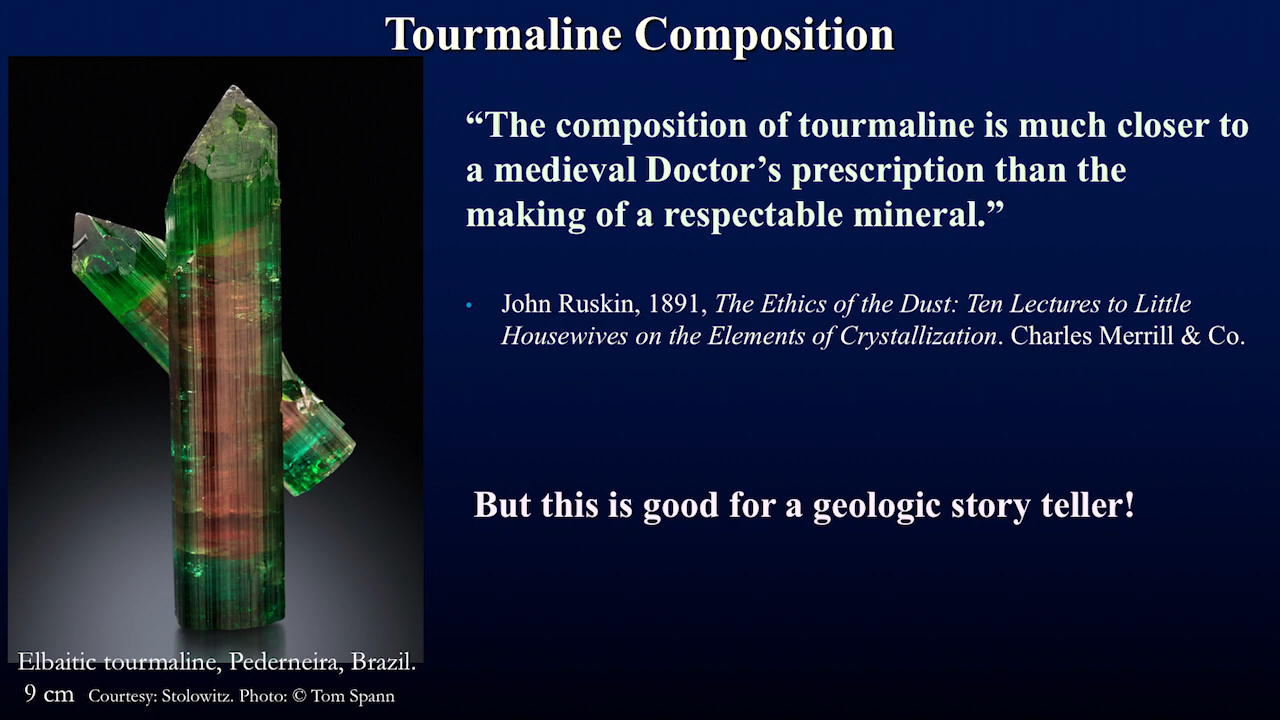 Tourmaline Composition
“The composition of tourmaline is much closer to
a medieval Doctor’s prescription than the
making of a respectable mineral.”
• John Ruskin, 1891, The Ethics of the Dust: Ten Lectures to Little
Housewives on the Elements of Crystallization. Charles Merrill & Co.
But this is good for a geologic story teller!
Elbaitic tourmaline, Pederneira, Brazil.
9 cm Courtesy: Stolowitz. Photo: © Tom Spann